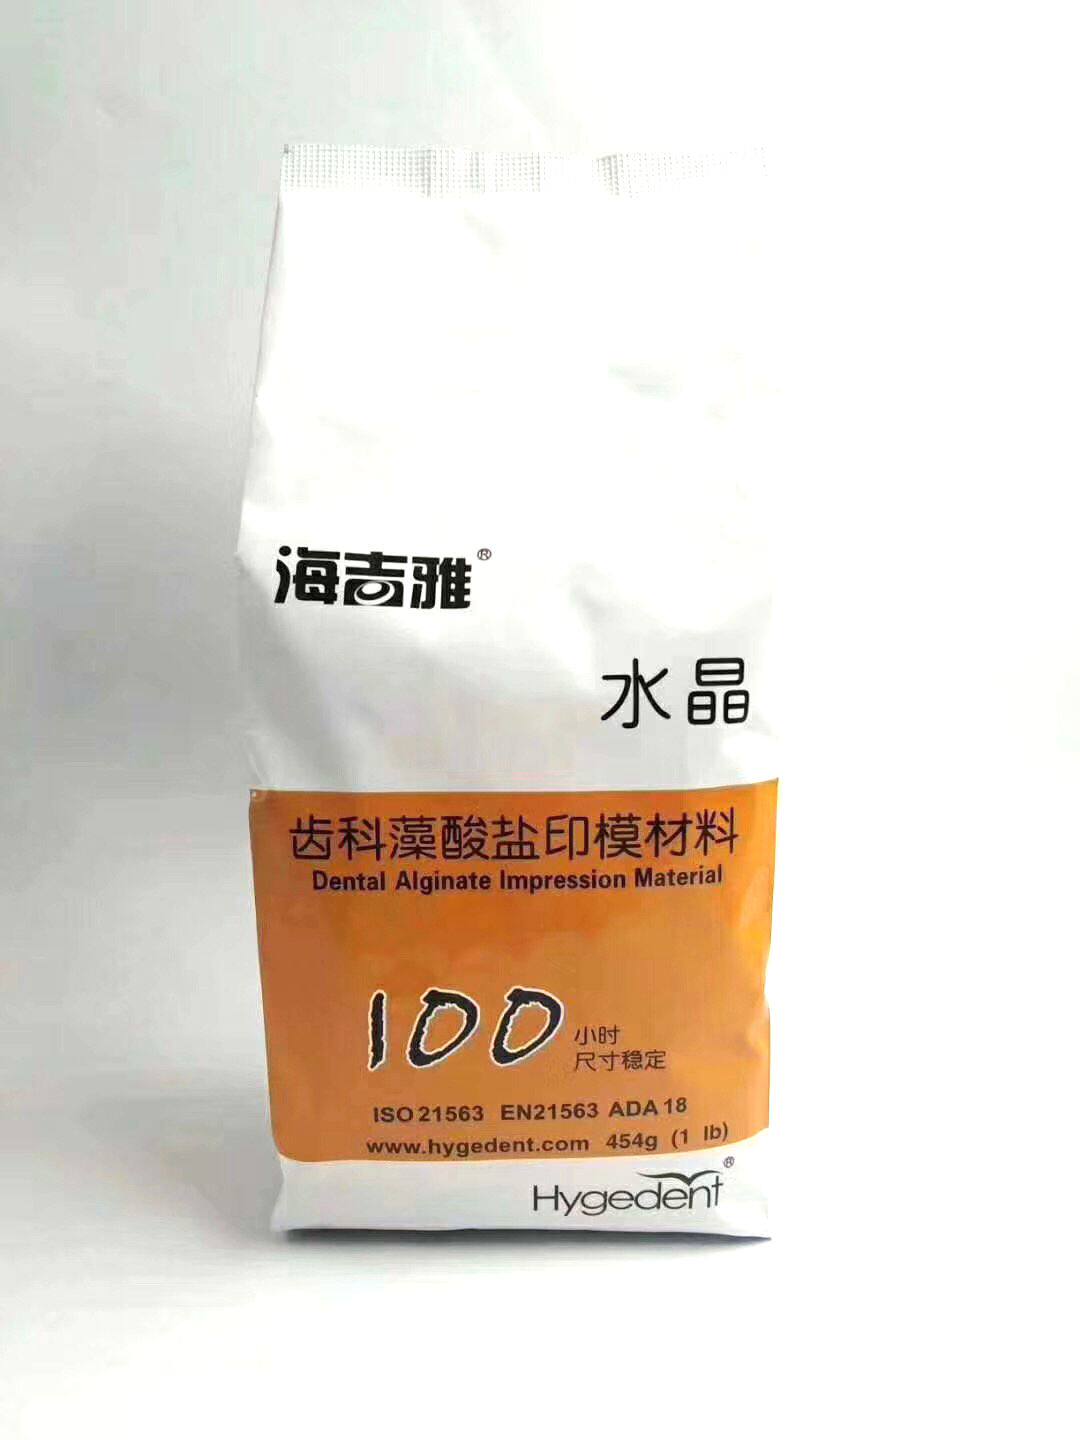 海吉雅®
水晶
齿科藻酸盐印模材料
Dental Alginate Impression Material
100 小时
尺寸稳定
ISO 21563 EN21563 ADA 18
www.hygedent.com 454g (1 lb)
Hygedent®